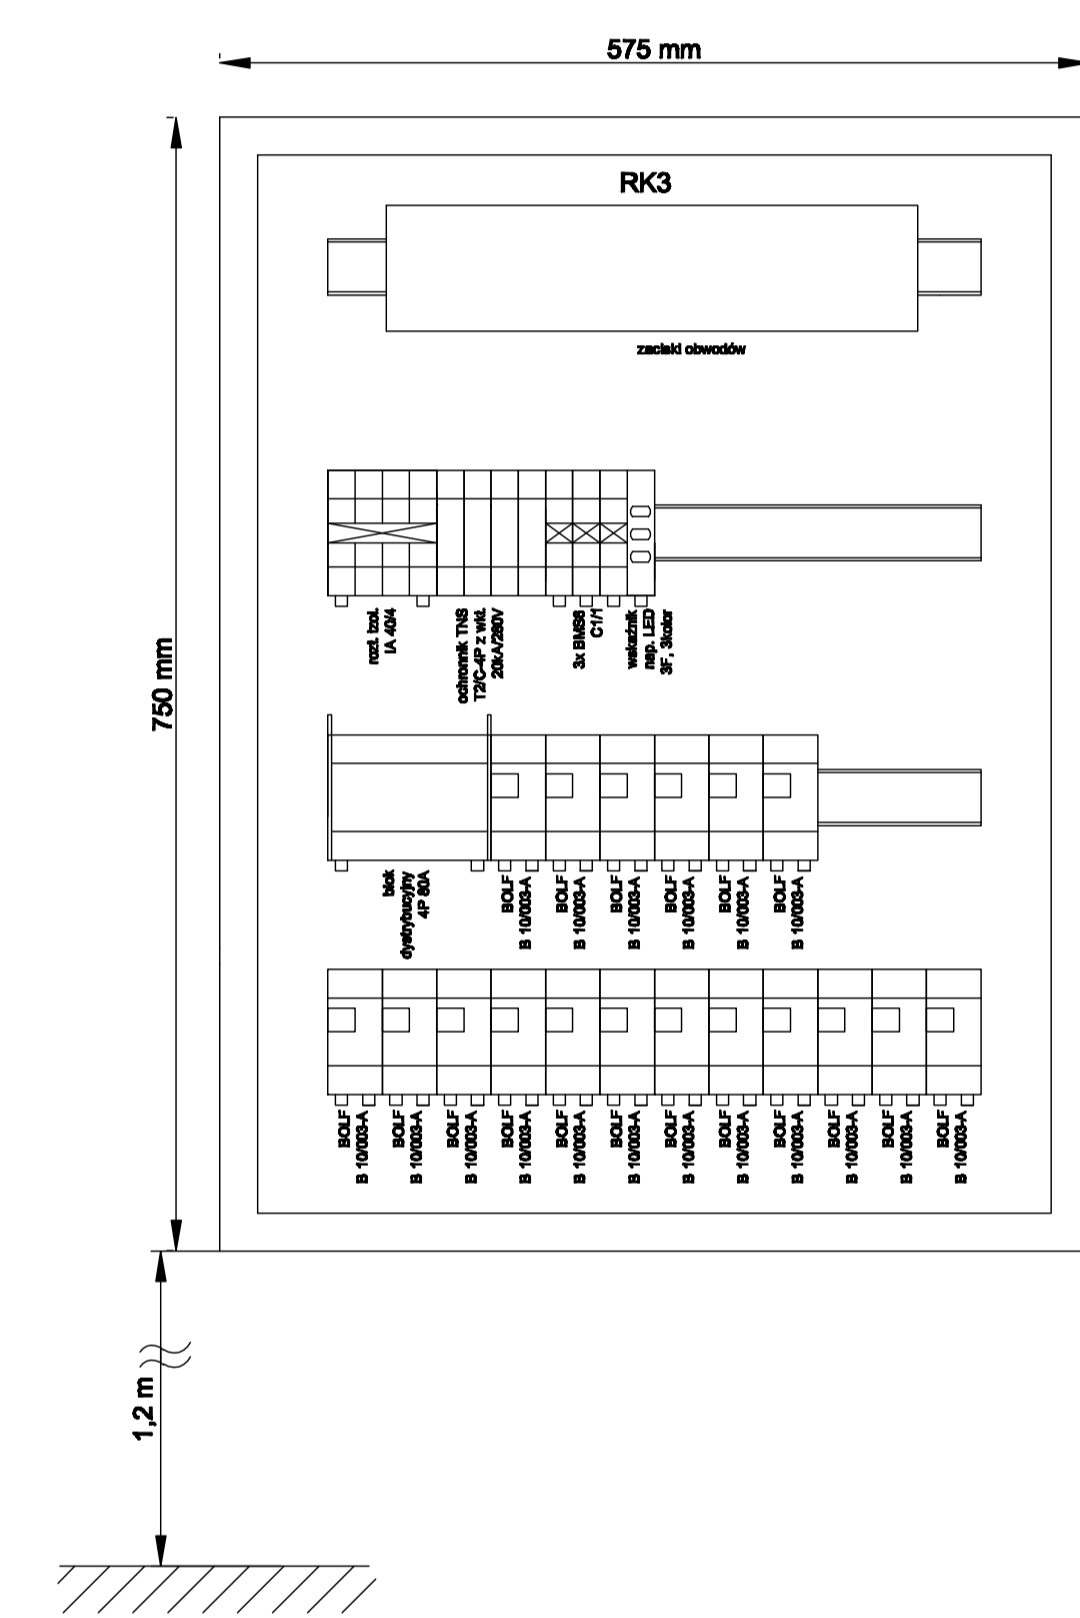 575 mm
RK3
zaciski obwodów
rozł. izol.
IA 40/4
ochronnik TNS
T2/C-4P z wkł.
20kA/280V
3x BMS6
C1/1
wskaźnik
nap. LED
3F, 3kolor
750 mm
blok
dystrybucyjny
4P 80A
BOLF
B 10/003-A
BOLF
B 10/003-A
BOLF
B 10/003-A
BOLF
B 10/003-A
BOLF
B 10/003-A
BOLF
B 10/003-A
BOLF
B 10/003-A
BOLF
B 10/003-A
BOLF
B 10/003-A
BOLF
B 10/003-A
BOLF
B 10/003-A
BOLF
B 10/003-A
BOLF
B 10/003-A
BOLF
B 10/003-A
BOLF
B 10/003-A
BOLF
B 10/003-A
BOLF
B 10/003-A
BOLF
B 10/003-A
1,2 m